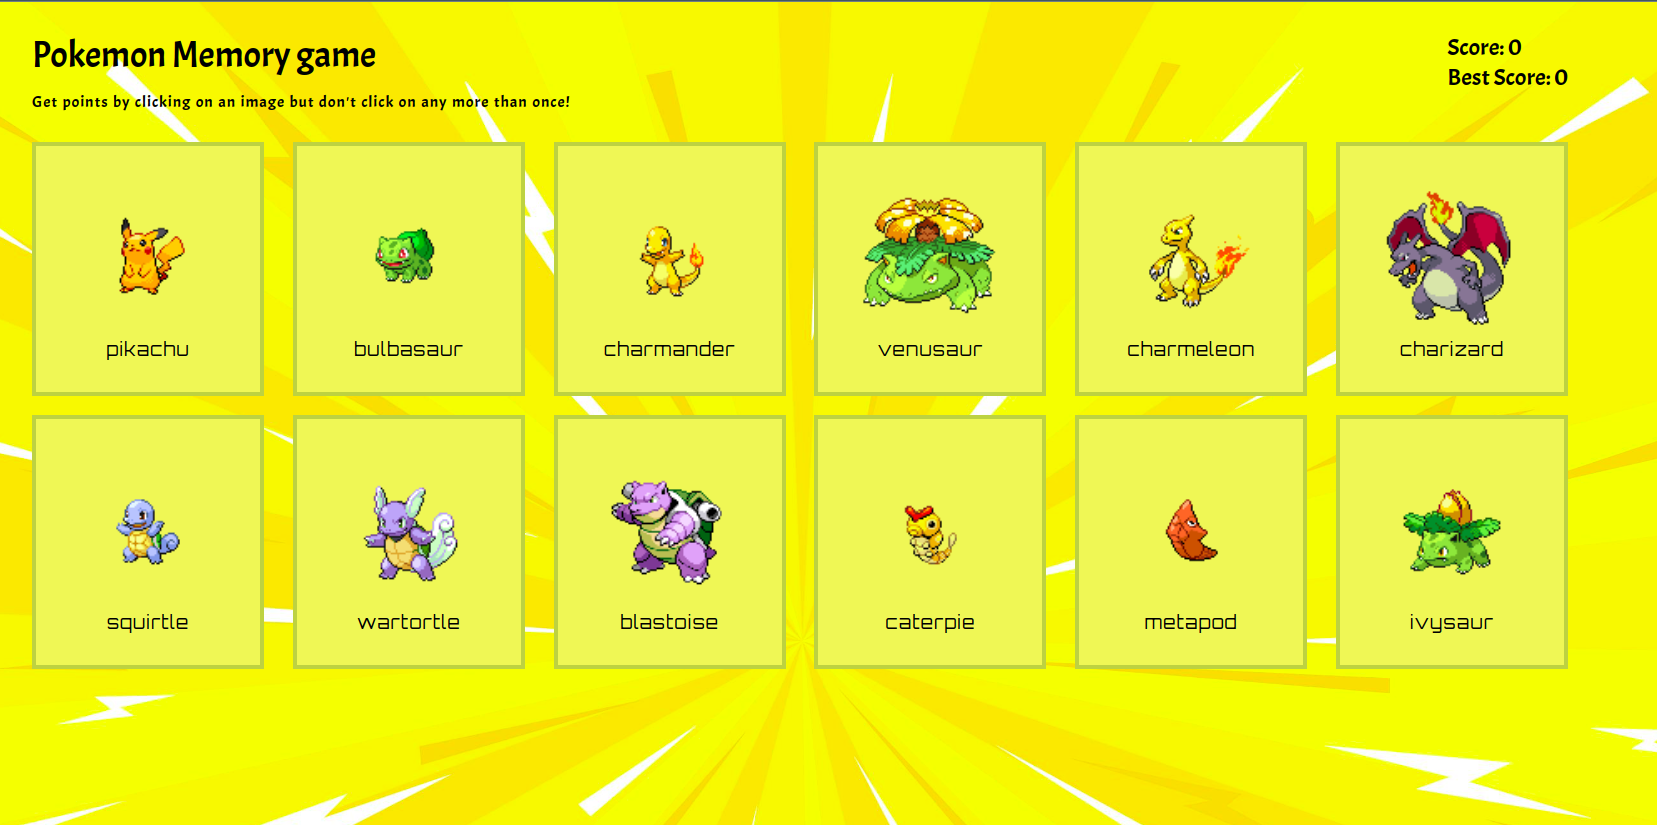 Pokemon Memory game
Score: 0
Best Score: 0
Get points by clicking on an image but don't click on any more than once!
pikachu
bulbasaur
charmander
venusaur
charmeleon
charizard
squirtle
wartortle
blastoise
caterpie
metapod
ivysaur